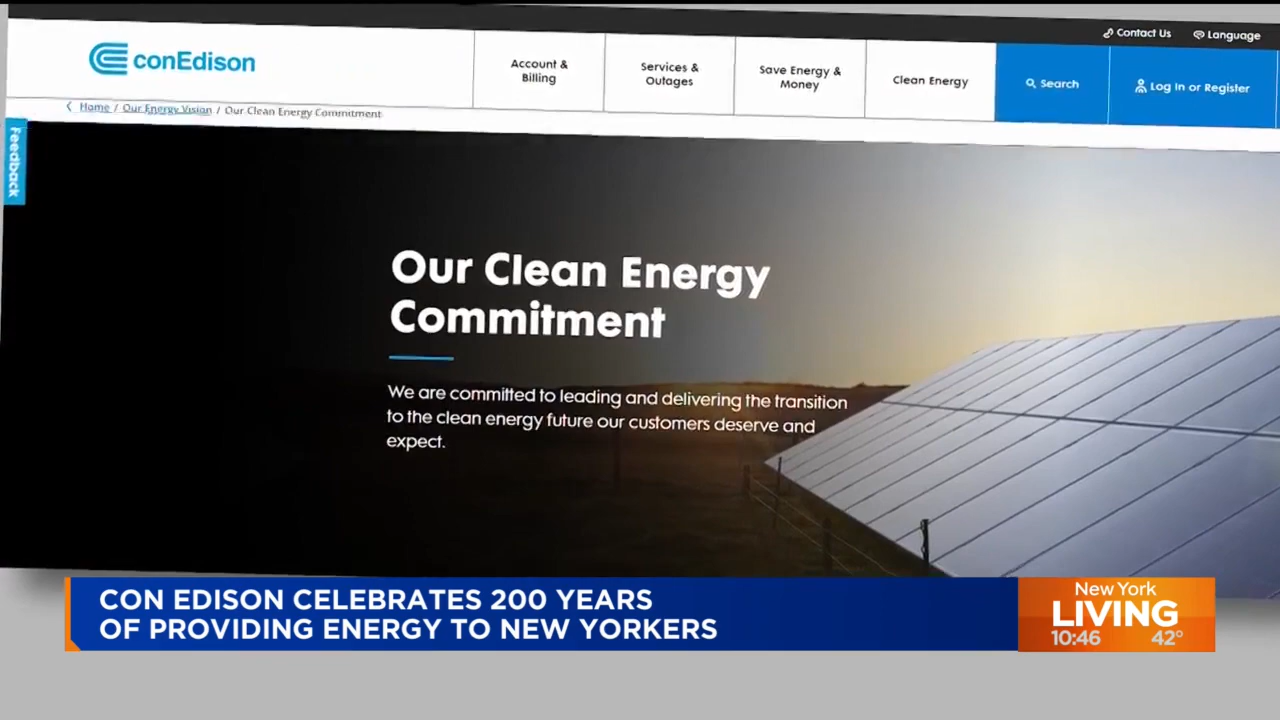 Contact Us
Language
conEdison
Account &
Billing
Services &
Outages
Save Energy &
Money
Clean Energy
Search
Log In or Register
Home / Our Energy Vision / Our Clean Energy Commitment
Feedback
Our Clean Energy
Commitment
We are committed to leading and delivering the transition
to the clean energy future our customers deserve and
expect.
CON EDISON CELEBRATES 200 YEARS
OF PROVIDING ENERGY TO NEW YORKERS
New York
LIVING
10:46 42°